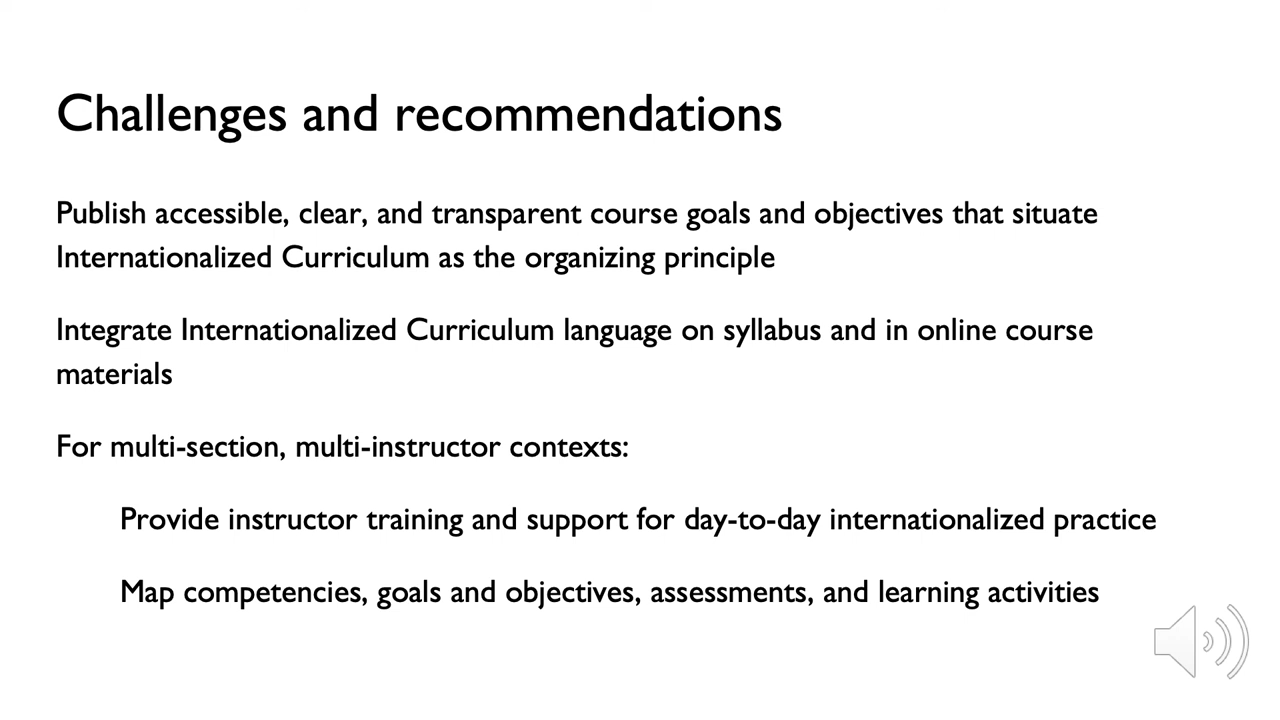 Challenges and recommendations
Publish accessible, clear, and transparent course goals and objectives that situate
Internationalized Curriculum as the organizing principle
Integrate Internationalized Curriculum language on syllabus and in online course
materials
For multi-section, multi-instructor contexts:
Provide instructor training and support for day-to-day internationalized practice
Map competencies, goals and objectives, assessments, and learning activities